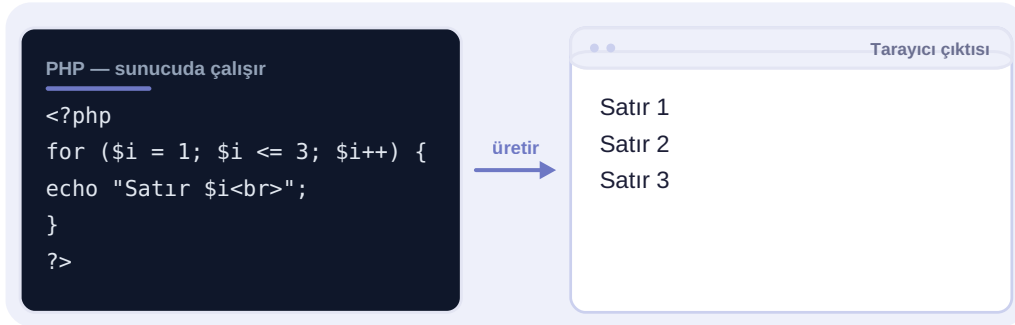 PHP — sunucuda çalışır
<?php
for ($i = 1; $i <= 3; $i++) {
echo "Satır $i<br>";
}
?>
üretir
Tarayıcı çıktısı
Satır 1
Satır 2
Satır 3